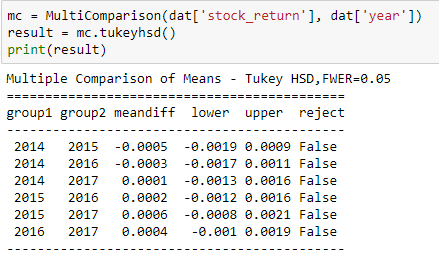 mc = MultiComparison(dat['stock_return'], dat['year'])
result = mc.tukeyhsd()
print(result)
Multiple Comparison of Means - Tukey HSD,FWER=0.05
=============================================
group1 group2 meandiff  lower  upper  reject
---------------------------------------------
 2014   2015  -0.0005  -0.0019 0.0009 False
 2014   2016  -0.0003  -0.0017 0.0011 False
 2014   2017   0.0001  -0.0013 0.0016 False
 2015   2016   0.0002  -0.0012 0.0016 False
 2015   2017   0.0006  -0.0008 0.0021 False
 2016   2017   0.0004   -0.001 0.0019 False
---------------------------------------------